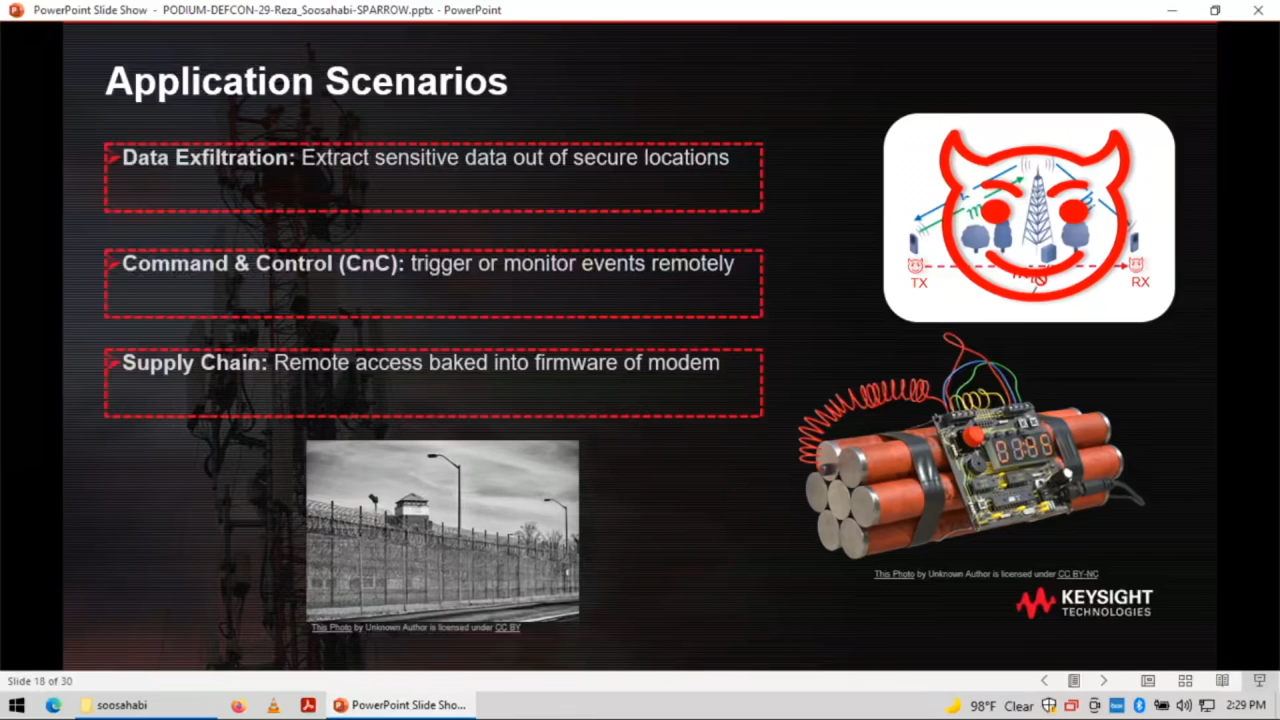 PowerPoint Slide Show - PODIUM-DEFCON-29-Reza_Soosahabi-SPARROW.pptx - PowerPoint
Application Scenarios
Data Exfiltration: Extract sensitive data out of secure locations
Command & Control (CnC): trigger or monitor events remotely
Supply Chain: Remote access baked into firmware of modem
TX
RX
This Photo by Unknown Author is licensed under CC BY-NC
KEYSIGHT
TECHNOLOGIES
This Photo by Unknown Author is licensed under CC BY
Slide 18 of 30
soosahabi
PowerPoint Slide Sho...
98°F Clear
2:29 PM